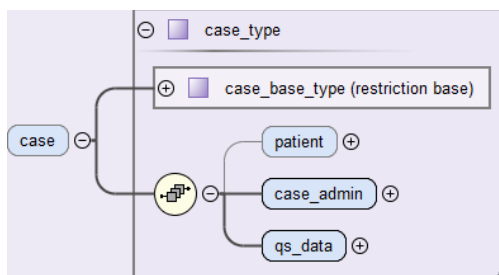 case_type
case_base_type (restriction base)
case
patient
case_admin
qs_data